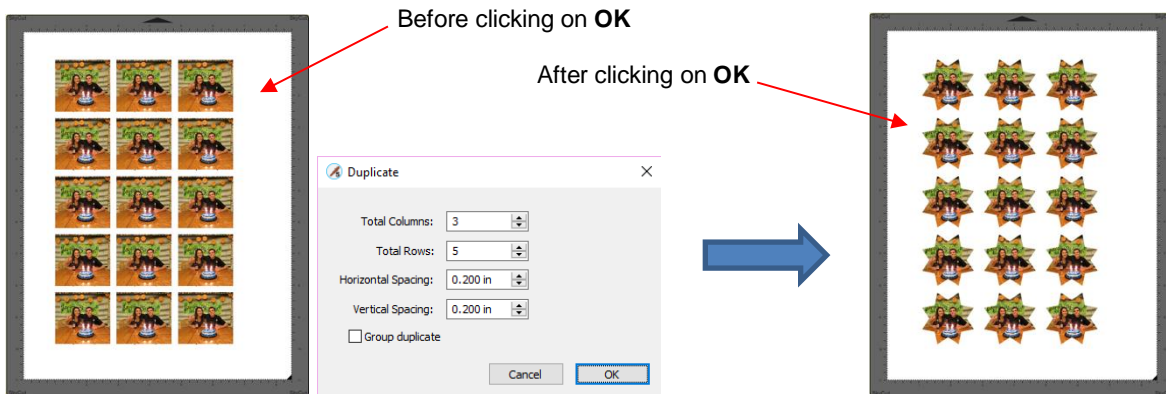 Before clicking on OK
After clicking on OK
Duplicate
Total Columns: 3
Total Rows: 5
Horizontal Spacing: 0.200 in
Vertical Spacing: 0.200 in
Group duplicate
Cancel OK